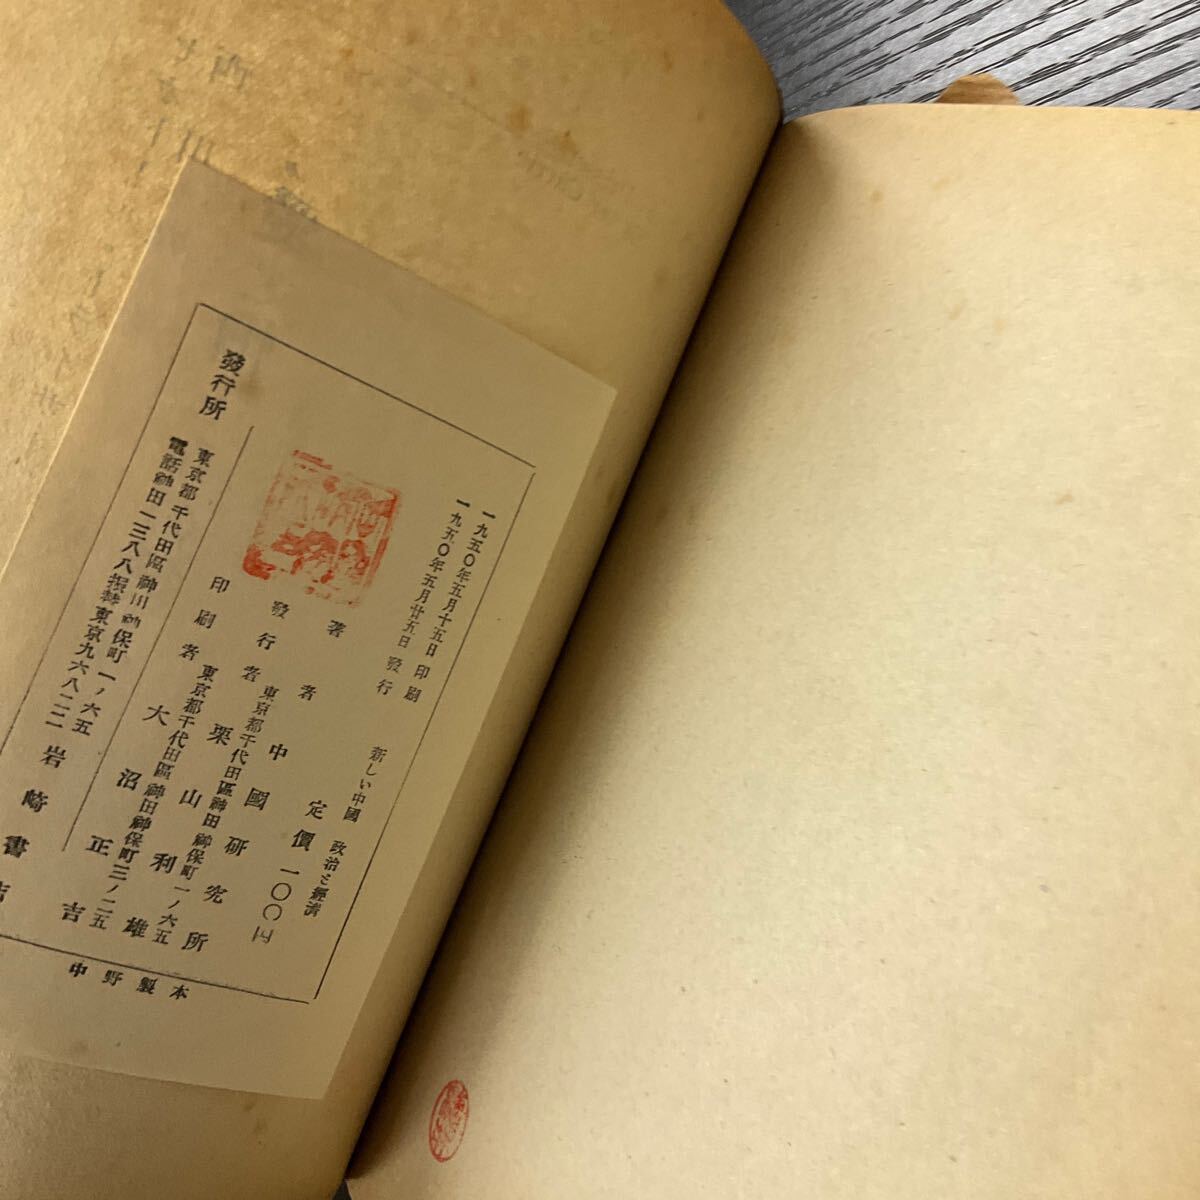 一九五〇年五月十五日 印刷
一九五〇年五月廿五日 發行
新しい中國 政治と經濟
定價 一〇〇円
著者 中國研究所
東京都千代田區神田神保町一ノ六五
發行者 栗山利雄
東京都千代田區神田神保町三ノ二五
印刷者 大沼正吉
發行所
東京都千代田區神田神保町一ノ六五
電話神田一三八八振替東京九六八二二
岩崎書店
中野製本